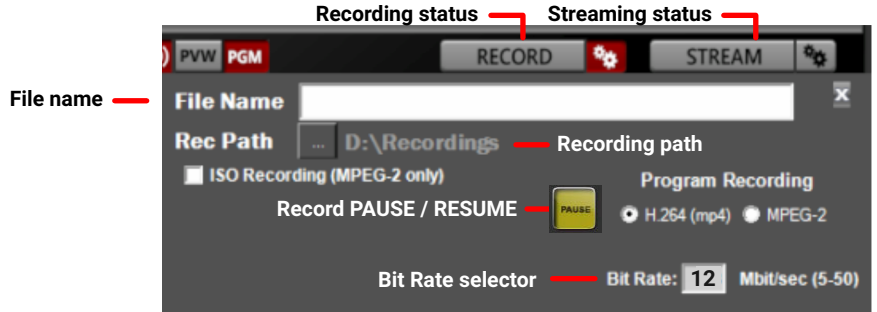 Recording status Streaming status
PVW PGM RECORD STREAM
File name File Name X
Rec Path ... D:\Recordings Recording path
ISO Recording (MPEG-2 only)
Program Recording
Record PAUSE / RESUME PAUSE H.264 (mp4) MPEG-2
Bit Rate selector Bit Rate: 12 Mbit/sec (5-50)